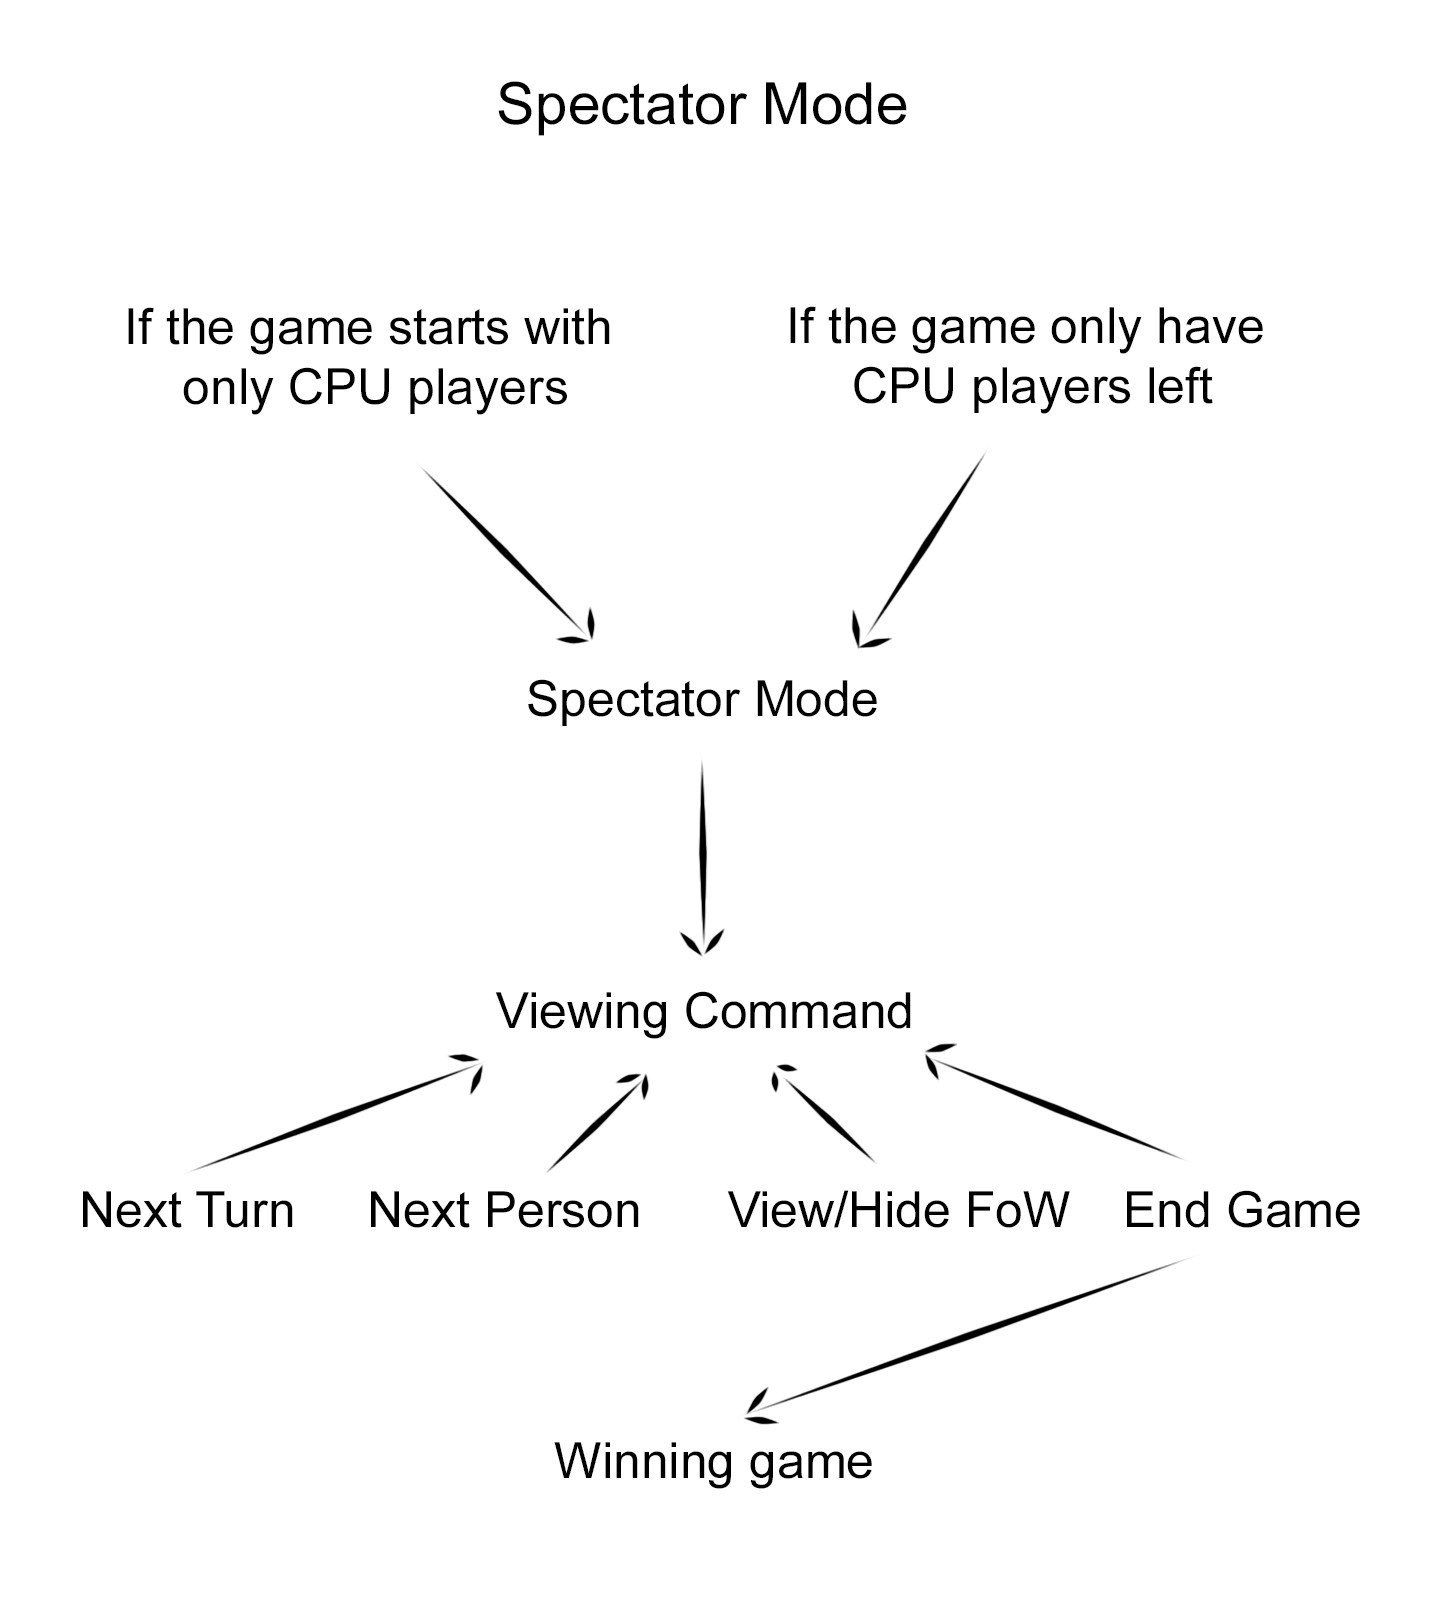 Spectator Mode
If the game starts with
only CPU players
If the game only have
CPU players left
Spectator Mode
Viewing Command
Next Turn
Next Person
View/Hide FoW
End Game
Winning game